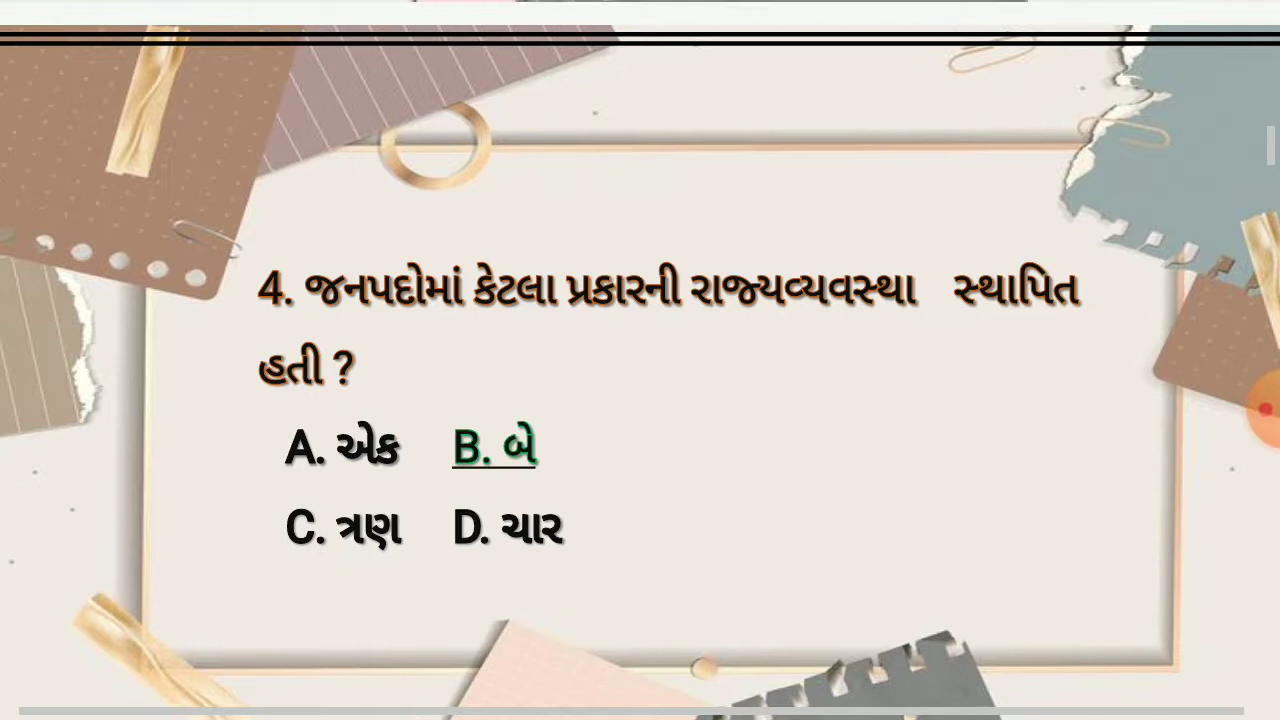 4. જનપદોમાં કેટલા પ્રકારની રાજ્યવ્યવસ્થા સ્થાપિત
હતી ?
A. એક B. બે
C. ત્રણ D. ચાર